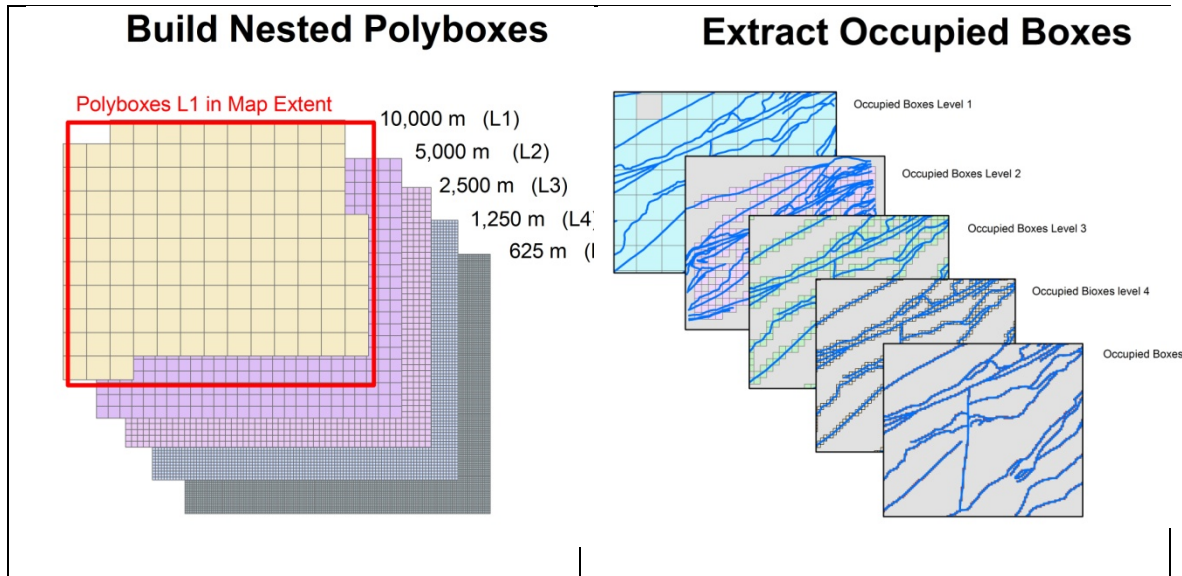 Build Nested Polyboxes
Polyboxes L1 in Map Extent
10,000 m (L1)
5,000 m (L2)
2,500 m (L3)
1,250 m (L4)
625 m (
Extract Occupied Boxes
Occupied Boxes Level 1
Occupied Boxes Level 2
Occupied Boxes Level 3
Occupied Bioxes level 4
Occupied Boxes